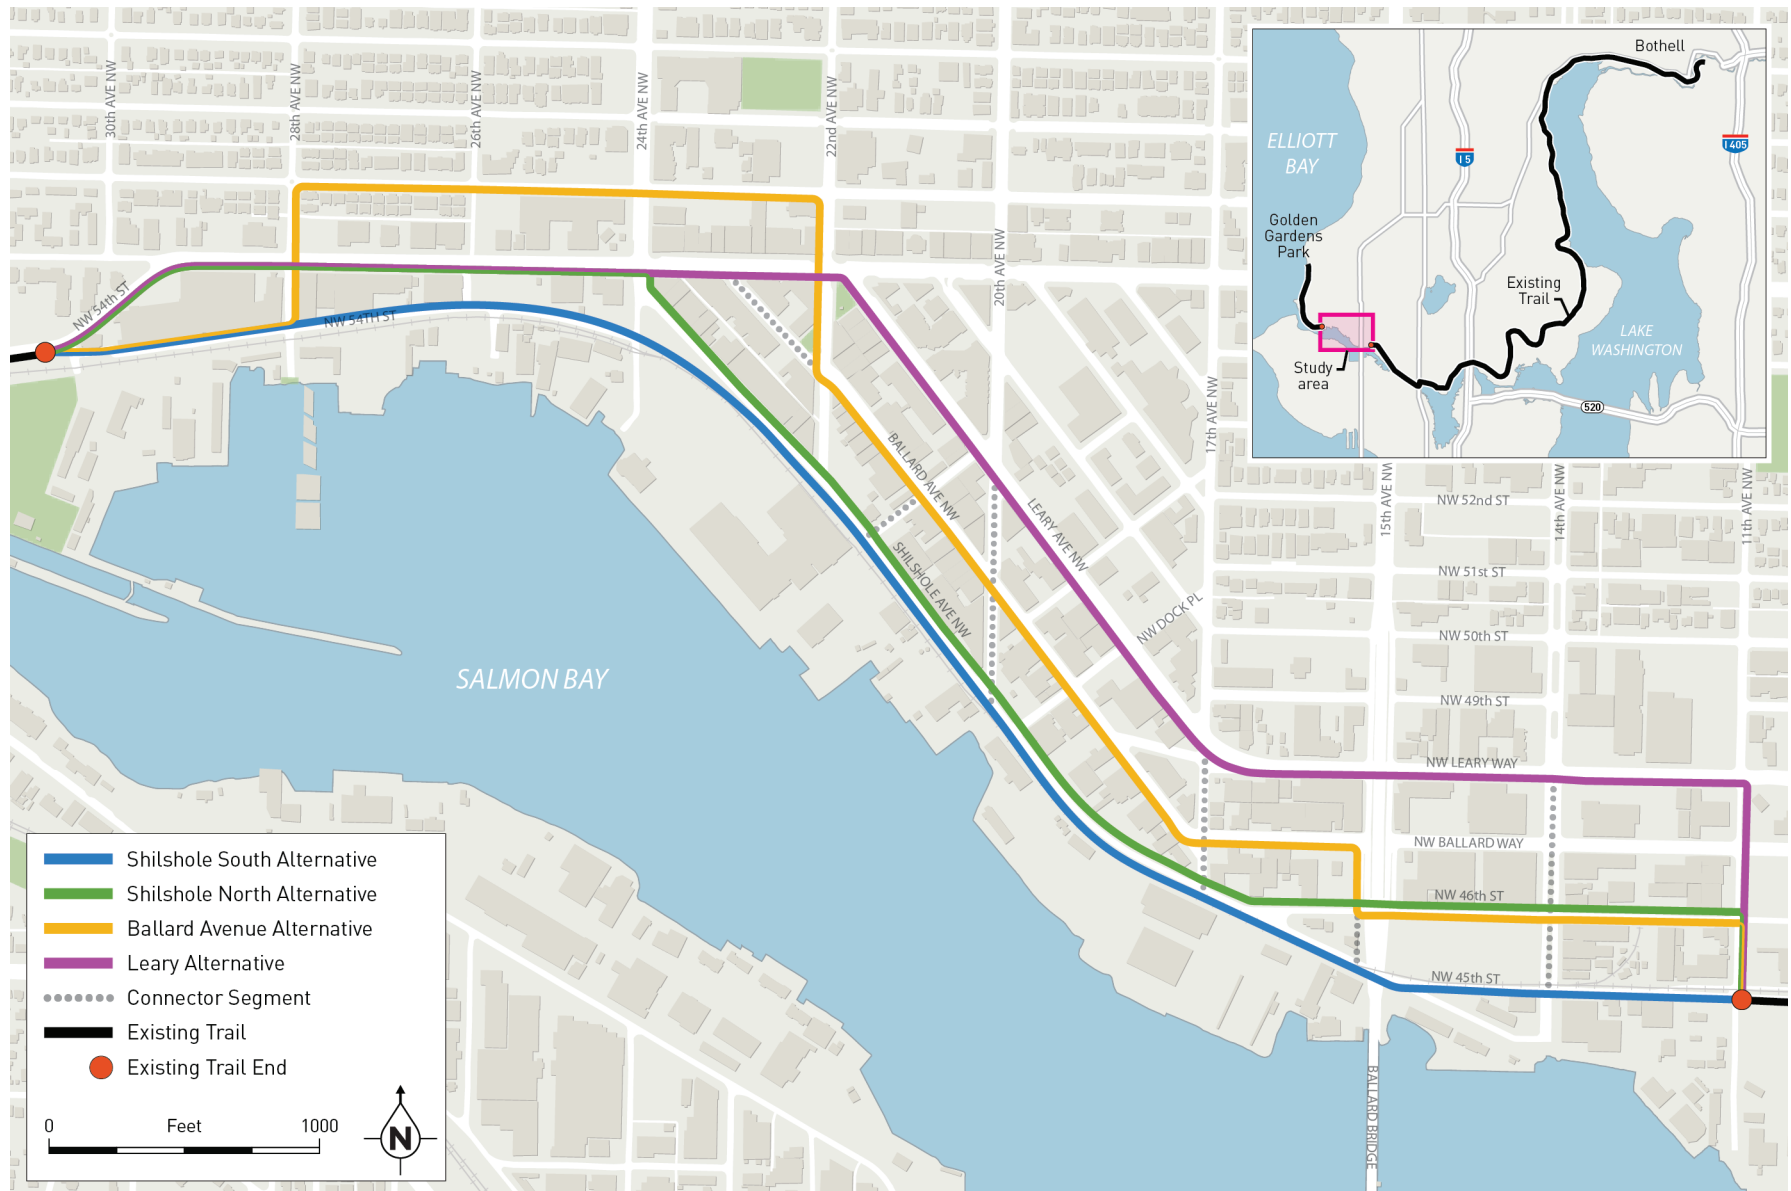 30th AVE NW
28th AVE NW
26th AVE NW
24th AVE NW
22nd AVE NW
20th AVE NW
17th AVE NW
15th AVE NW
14th AVE NW
11th AVE NW
NW 54th ST
NW 54TH ST
BALLARD AVE NW
SHILSHOLE AVE NW
LEARY AVE NW
NW DOCK PL
NW 52nd ST
NW 51st ST
NW 50th ST
NW 49th ST
NW LEARY WAY
NW BALLARD WAY
NW 46th ST
NW 45th ST
BALLARD BRIDGE
SALMON BAY
Bothell
ELLIOTT
BAY
I 5
I 405
Golden
Gardens
Park
Existing
Trail
LAKE
WASHINGTON
Study
area
520
Shilshole South Alternative
Shilshole North Alternative
Ballard Avenue Alternative
Leary Alternative
Connector Segment
Existing Trail
Existing Trail End
0 Feet 1000
N